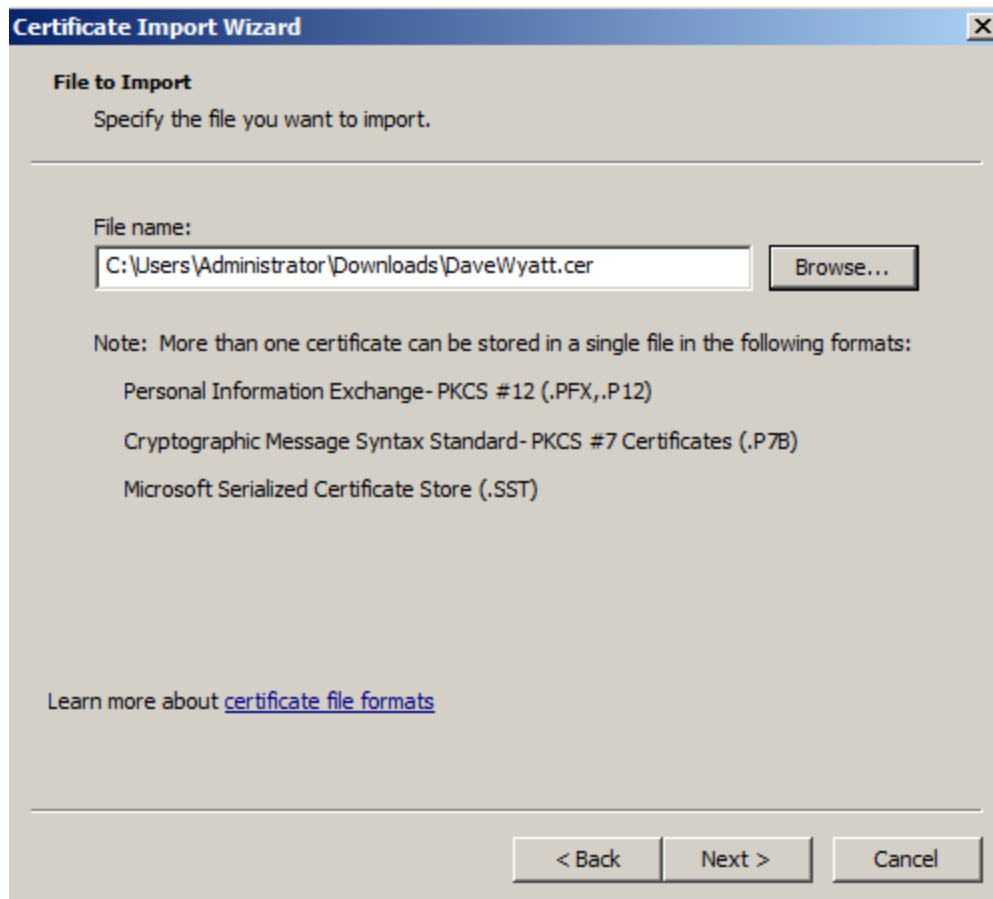 Certificate Import Wizard
File to Import
Specify the file you want to import.
File name:
C:\Users\Administrator\Downloads\DaveWyatt.cer
Browse...
Note: More than one certificate can be stored in a single file in the following formats:
Personal Information Exchange- PKCS #12 (.PFX,.P12)
Cryptographic Message Syntax Standard- PKCS #7 Certificates (.P7B)
Microsoft Serialized Certificate Store (.SST)
Learn more about certificate file formats
< Back Next > Cancel